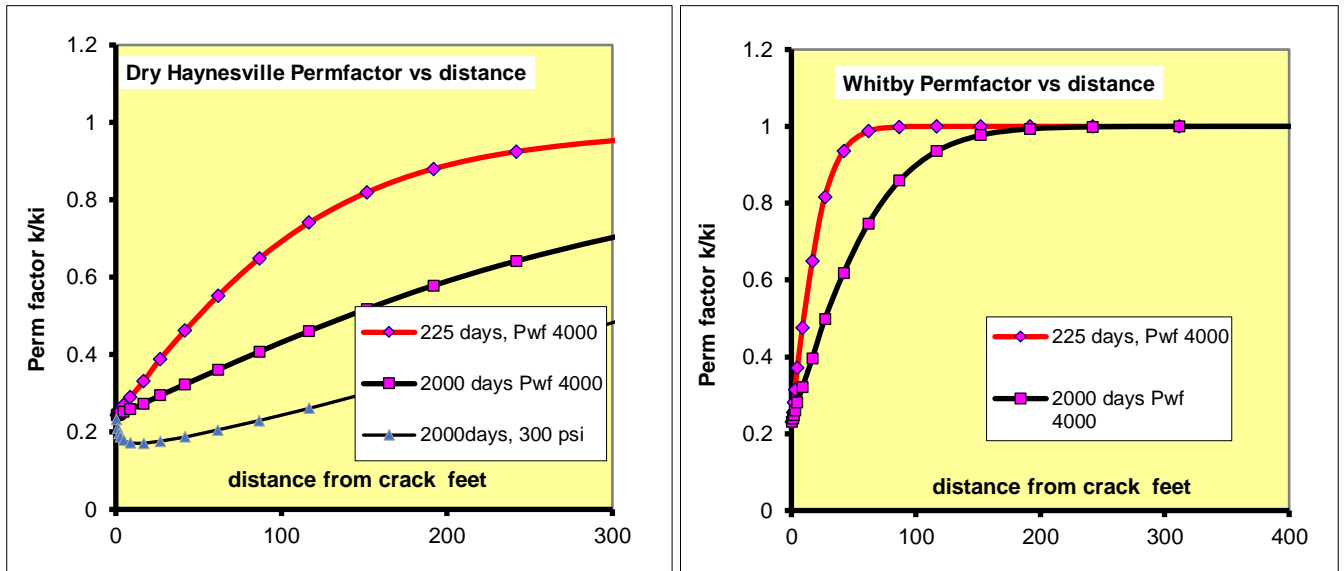 1.2
Dry Haynesville Permfactor vs distance
1
0.8
0.6
0.4
0.2
0
Perm factor k/ki
225 days, Pwf 4000
2000 days Pwf 4000
2000days, 300 psi
distance from crack feet
0
100
200
300
1.2
Whitby Permfactor vs distance
1
0.8
0.6
0.4
0.2
0
Perm factor k/ki
225 days, Pwf 4000
2000 days Pwf
4000
distance from crack feet
0
100
200
300
400